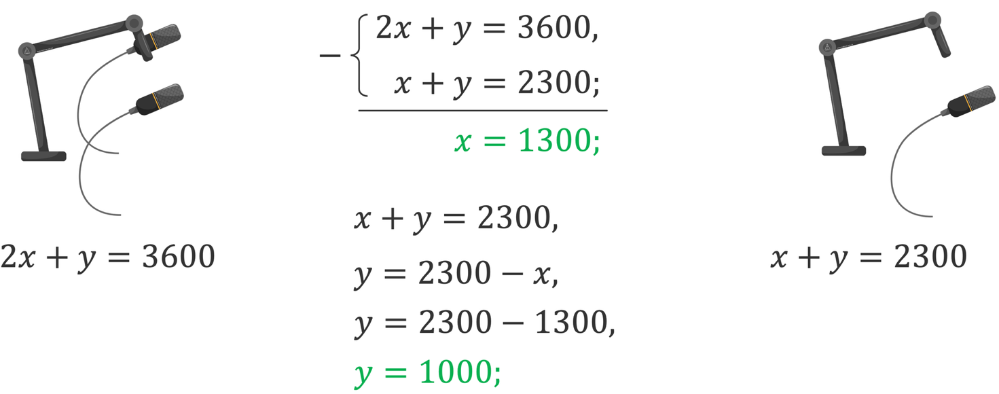 − { 2x + y = 3600,
x + y = 2300;
x = 1300;
2x + y = 3600
x + y = 2300,
y = 2300 − x,
y = 2300 − 1300,
y = 1000;
x + y = 2300